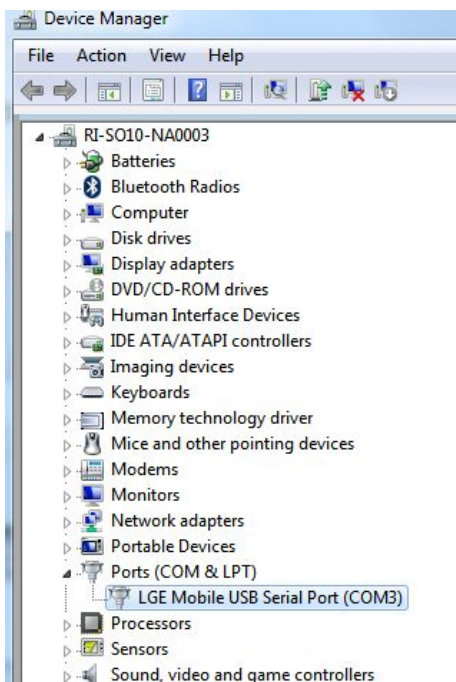 Device Manager
File Action View Help
RI-SO10-NA0003
Batteries
Bluetooth Radios
Computer
Disk drives
Display adapters
DVD/CD-ROM drives
Human Interface Devices
IDE ATA/ATAPI controllers
Imaging devices
Keyboards
Memory technology driver
Mice and other pointing devices
Modems
Monitors
Network adapters
Portable Devices
Ports (COM & LPT)
LGE Mobile USB Serial Port (COM3)
Processors
Sensors
Sound, video and game controllers